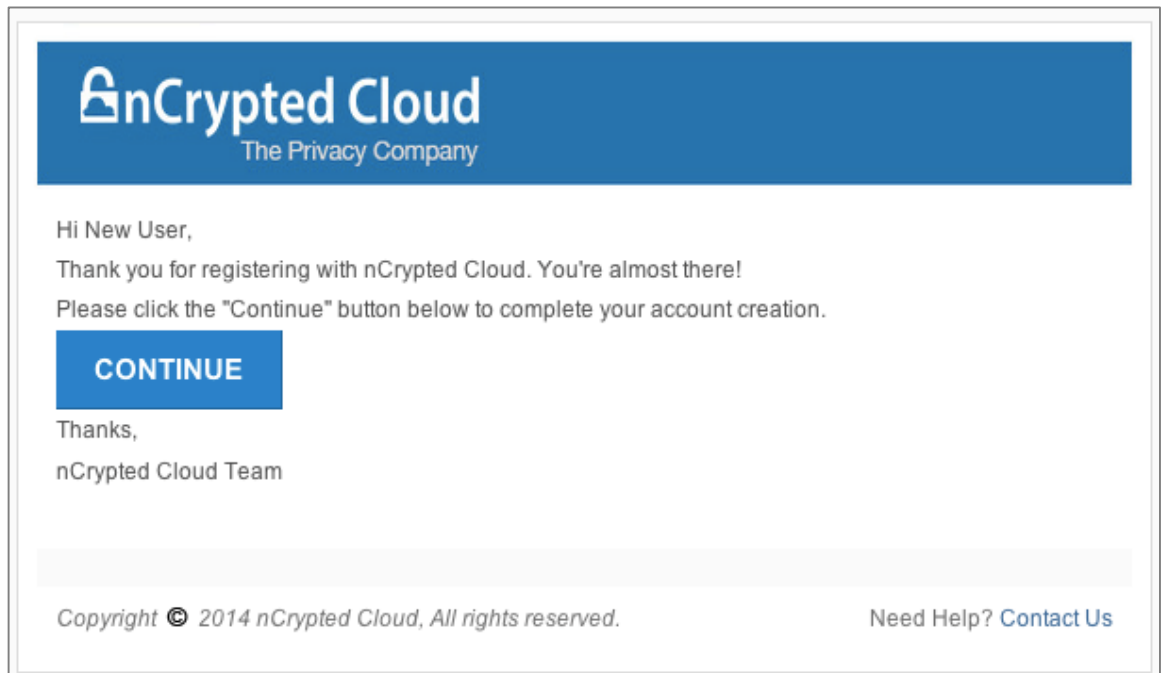 nCrypted Cloud
The Privacy Company
Hi New User,
Thank you for registering with nCrypted Cloud. You're almost there!
Please click the "Continue" button below to complete your account creation.
CONTINUE
Thanks,
nCrypted Cloud Team
Copyright © 2014 nCrypted Cloud, All rights reserved.
Need Help? Contact Us